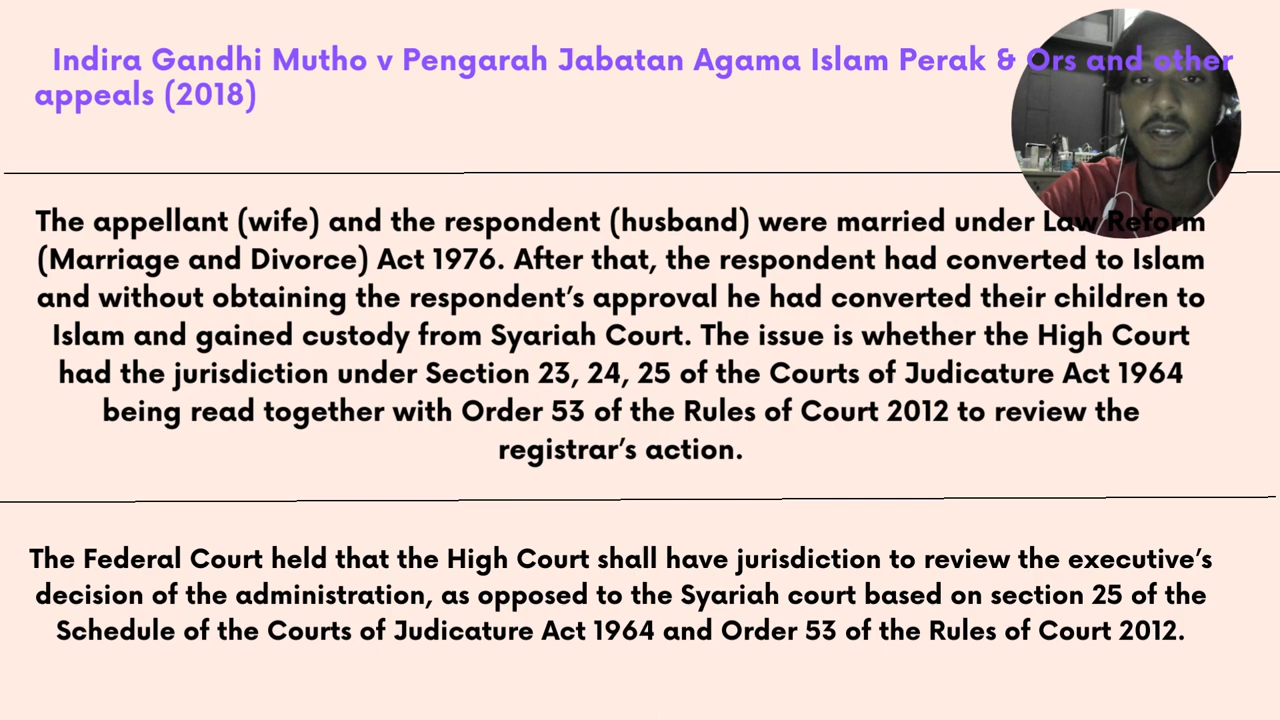 Indira Gandhi Mutho v Pengarah Jabatan Agama Islam Perak & Ors and other
appeals (2018)
The appellant (wife) and the respondent (husband) were married under Law Reform
(Marriage and Divorce) Act 1976. After that, the respondent had converted to Islam
and without obtaining the respondent's approval he had converted their children to
Islam and gained custody from Syariah Court. The issue is whether the High Court
had the jurisdiction under Section 23, 24, 25 of the Courts of Judicature Act 1964
being read together with Order 53 of the Rules of Court 2012 to review the
registrar's action.
The Federal Court held that the High Court shall have jurisdiction to review the executive's
decision of the administration, as opposed to the Syariah court based on section 25 of the
Schedule of the Courts of Judicature Act 1964 and Order 53 of the Rules of Court 2012.